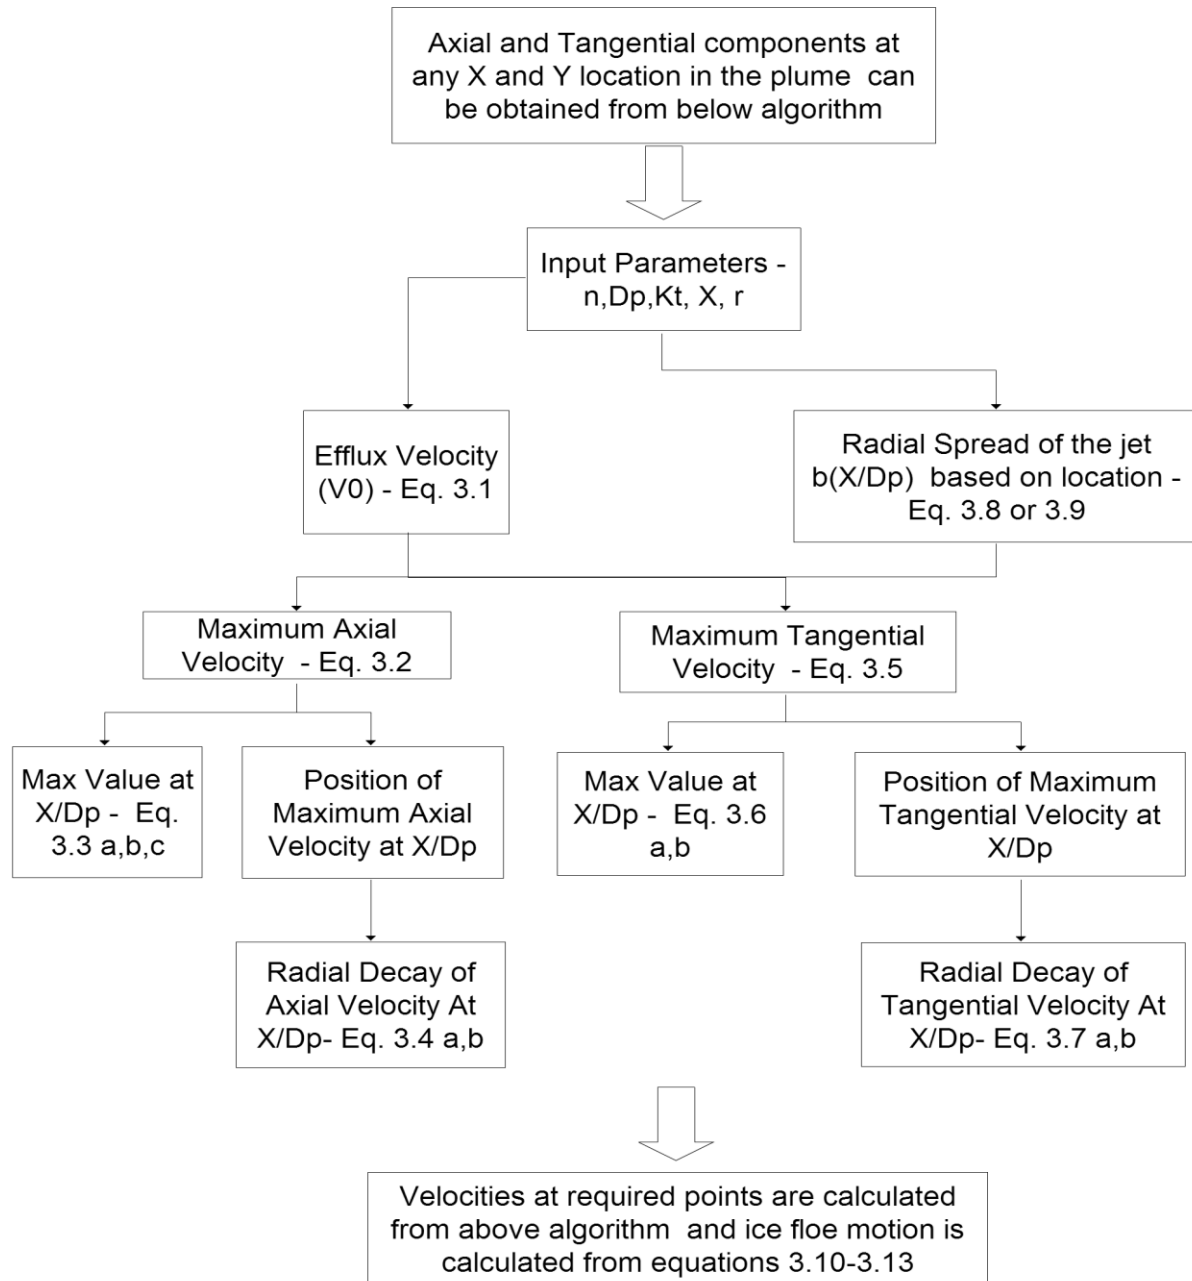 Axial and Tangential components at
any X and Y location in the plume can
be obtained from below algorithm
Input Parameters -
n,Dp,Kt, X, r
Efflux Velocity
(V0) - Eq. 3.1
Radial Spread of the jet
b(X/Dp) based on location -
Eq. 3.8 or 3.9
Maximum Axial
Velocity - Eq. 3.2
Maximum Tangential
Velocity - Eq. 3.5
Max Value at
X/Dp - Eq.
3.3 a,b,c
Position of
Maximum Axial
Velocity at X/Dp
Max Value at
X/Dp - Eq. 3.6
a,b
Position of Maximum
Tangential Velocity at
X/Dp
Radial Decay of
Axial Velocity At
X/Dp- Eq. 3.4 a,b
Radial Decay of
Tangential Velocity At
X/Dp- Eq. 3.7 a,b
Velocities at required points are calculated
from above algorithm and ice floe motion is
calculated from equations 3.10-3.13